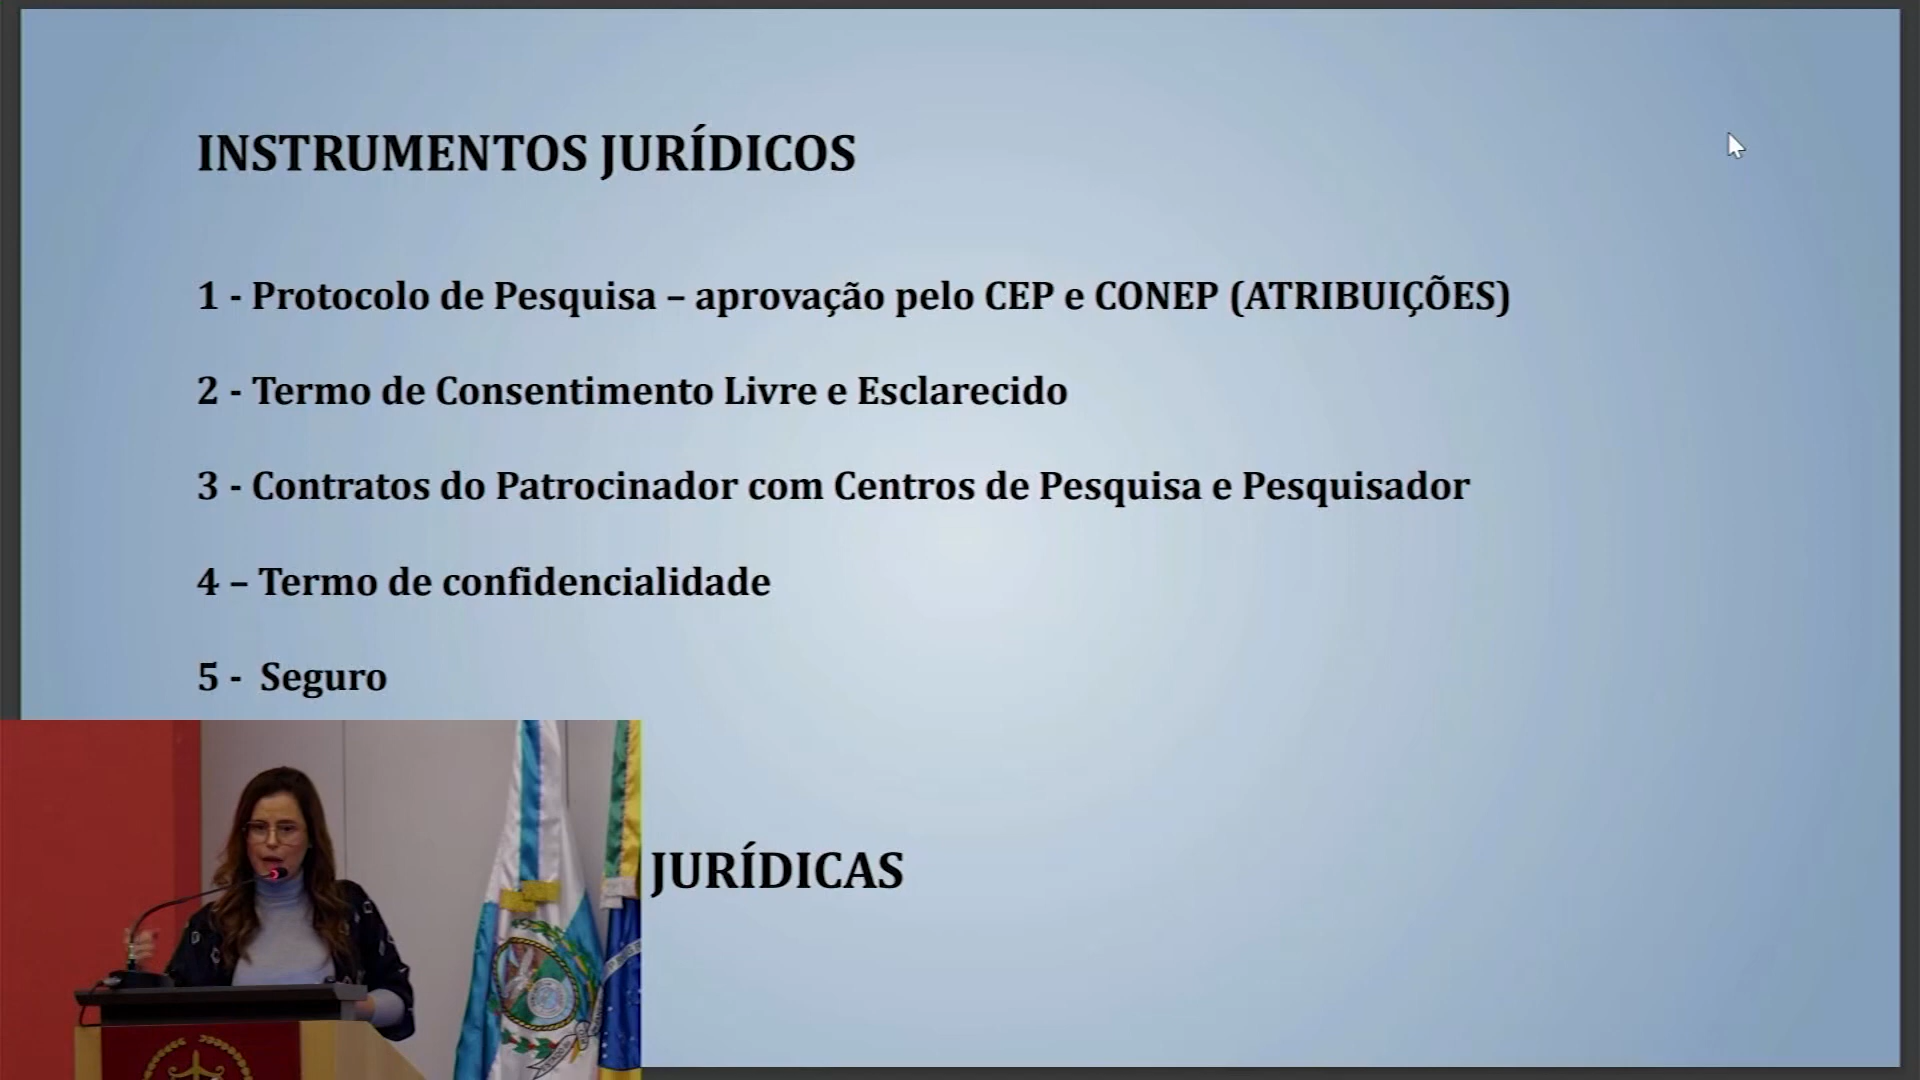 INSTRUMENTOS JURÍDICOS
1 - Protocolo de Pesquisa – aprovação pelo CEP e CONEP (ATRIBUIÇÕES)
2 - Termo de Consentimento Livre e Esclarecido
3 - Contratos do Patrocinador com Centros de Pesquisa e Pesquisador
4 – Termo de confidencialidade
5 - Seguro
JURÍDICAS